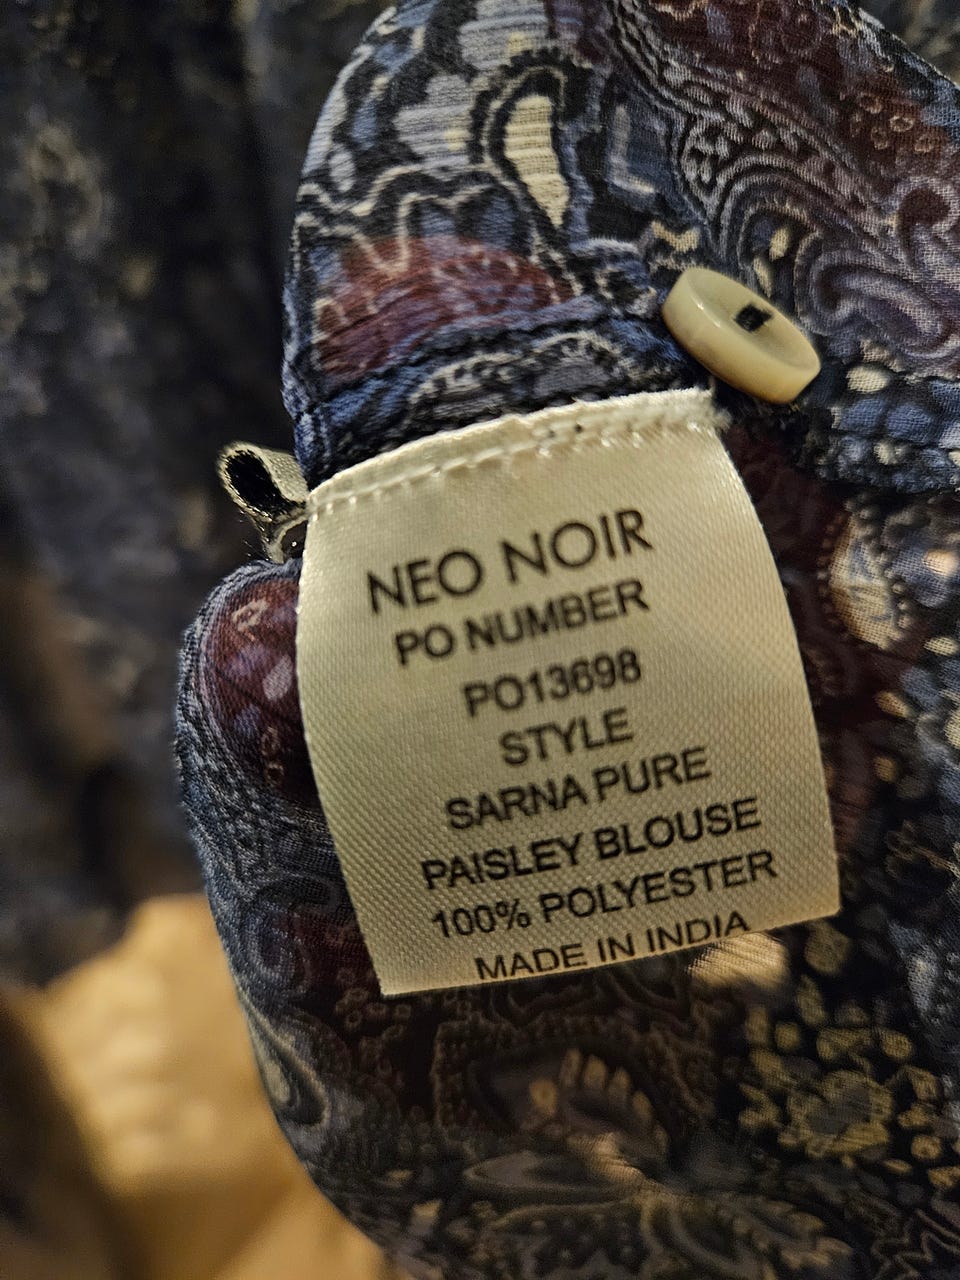 NEO NOIR
PO NUMBER
PO13698
STYLE
SARNA PURE
PAISLEY BLOUSE
100% POLYESTER
MADE IN INDIA